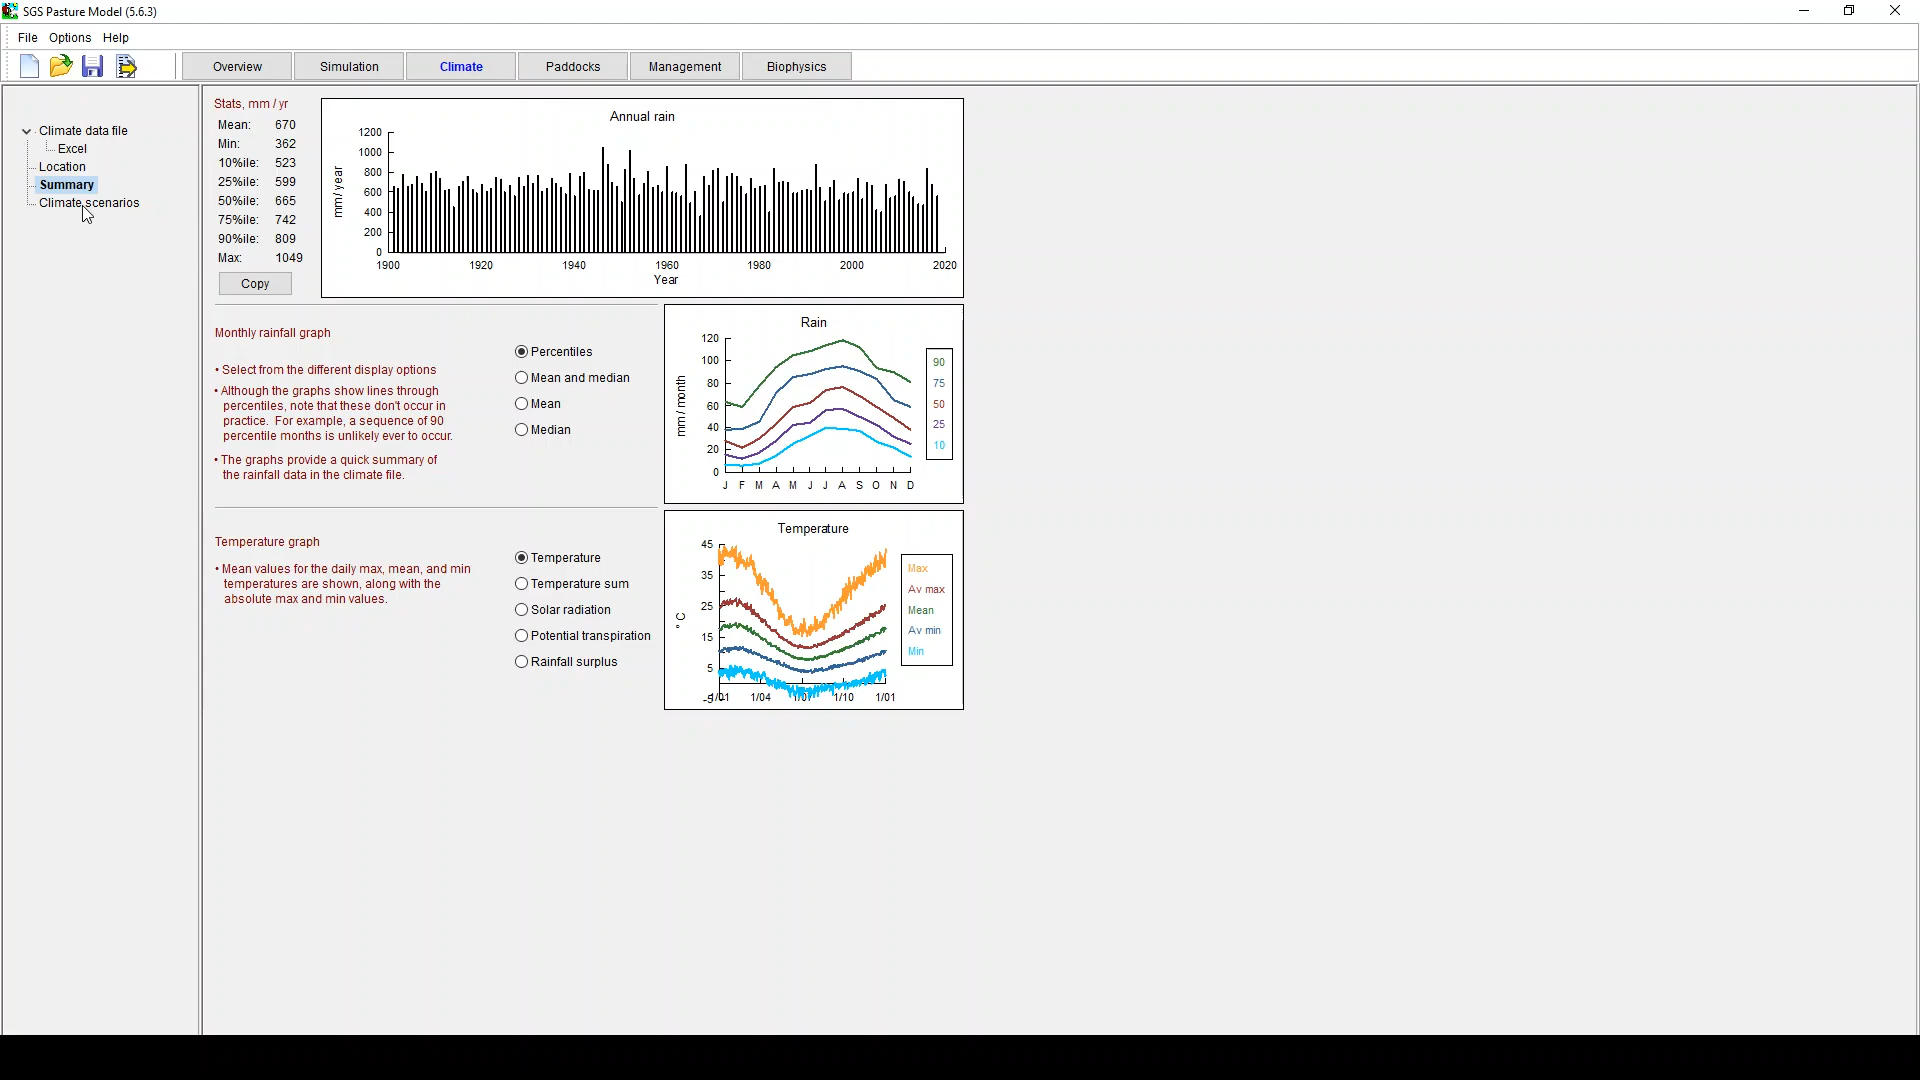 SGS Pasture Model (5.6.3)
File Options Help
Overview Simulation Climate Paddocks Management Biophysics
Climate data file
Excel
Location
Summary
Climate scenarios
Stats, mm / yr
Mean: 670
Min: 362
10%ile: 523
25%ile: 599
50%ile: 665
75%ile: 742
90%ile: 809
Max: 1049
Copy
Annual rain
mm / year
1200
1000
800
600
400
200
0
1900 1920 1940 1960 1980 2000 2020
Year
Monthly rainfall graph
• Select from the different display options
• Although the graphs show lines through
percentiles, note that these don't occur in
practice. For example, a sequence of 90
percentile months is unlikely ever to occur.
• The graphs provide a quick summary of
the rainfall data in the climate file.
Percentiles
Mean and median
Mean
Median
Rain
mm / month
120
100
80
60
40
20
0
J F M A M J J A S O N D
90
75
50
25
10
Temperature graph
• Mean values for the daily max, mean, and min
temperatures are shown, along with the
absolute max and min values.
Temperature
Temperature sum
Solar radiation
Potential transpiration
Rainfall surplus
Temperature
° C
45
35
25
15
5
-5
1/01 1/04 1/07 1/10 1/01
Max
Av max
Mean
Av min
Min